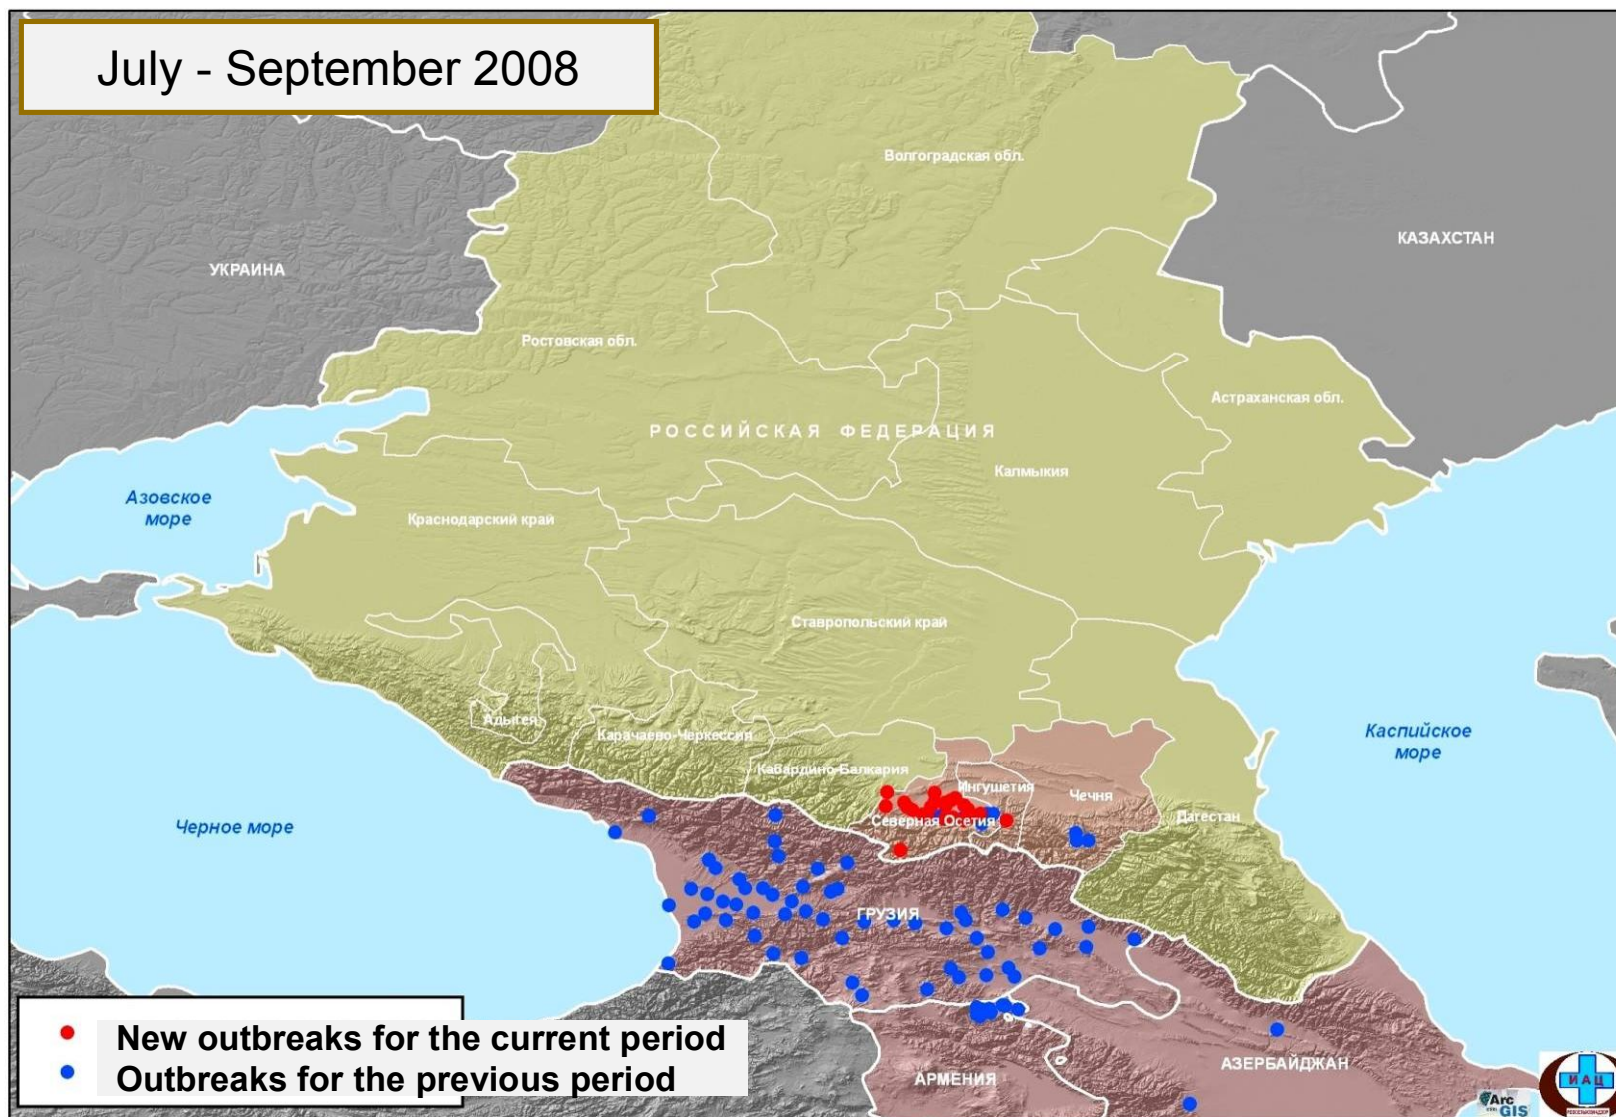 July - September 2008
Волгоградская обл.
КАЗАХСТАН
УКРАИНА
Ростовская обл.
Астраханская обл.
РОССИЙСКАЯ ФЕДЕРАЦИЯ
Калмыкия
Азовское
море
Краснодарский край
Ставропольский край
Адыгея
Карачаево-Черкессия
Каспийское
море
Кабардино-Балкария
Ингушетия
Чечня
Черное море
Северная Осетия
Дагестан
ГРУЗИЯ
New outbreaks for the current period
Outbreaks for the previous period
АЗЕРБАЙДЖАН
АРМЕНИЯ
ИАЦ
Arc
GIS